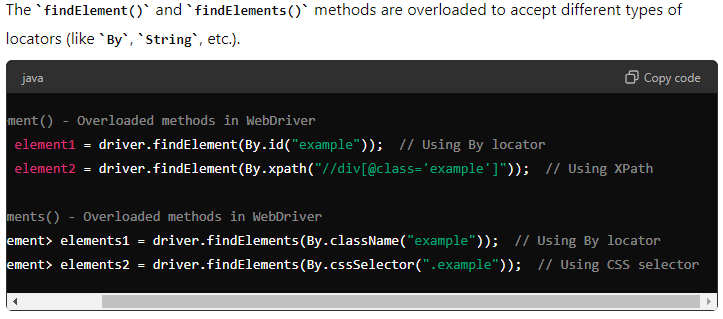 The `findElement()` and `findElements()` methods are overloaded to accept different types of
locators (like `By`, `String`, etc.).
java
Copy code
ment() - Overloaded methods in WebDriver
element1 = driver.findElement(By.id("example"));  // Using By locator
element2 = driver.findElement(By.xpath("//div[@class='example']"));  // Using XPath
ments() - Overloaded methods in WebDriver
ement> elements1 = driver.findElements(By.className("example"));  // Using By locator
ement> elements2 = driver.findElements(By.cssSelector(".example"));  // Using CSS selector